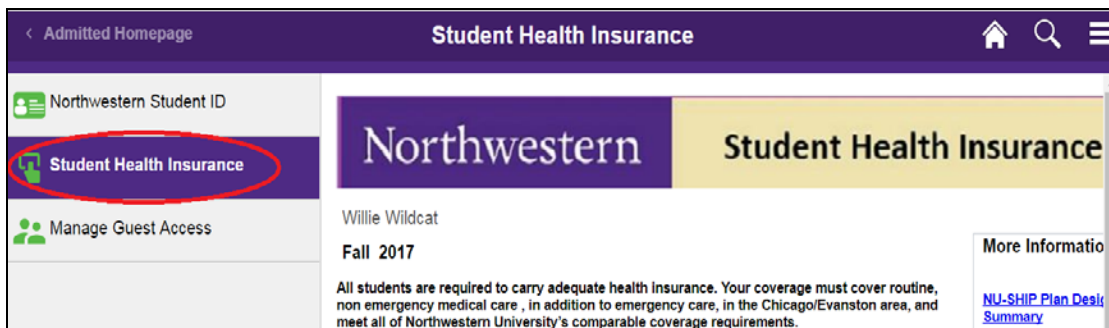 < Admitted Homepage
Student Health Insurance
Northwestern Student ID
Student Health Insurance
Manage Guest Access
Northwestern
Student Health Insurance
Willie Wildcat
Fall 2017
All students are required to carry adequate health insurance. Your coverage must cover routine,
non emergency medical care , in addition to emergency care, in the Chicago/Evanston area, and
meet all of Northwestern University's comparable coverage requirements.
More Informatio
NU-SHIP Plan Desig
Summary